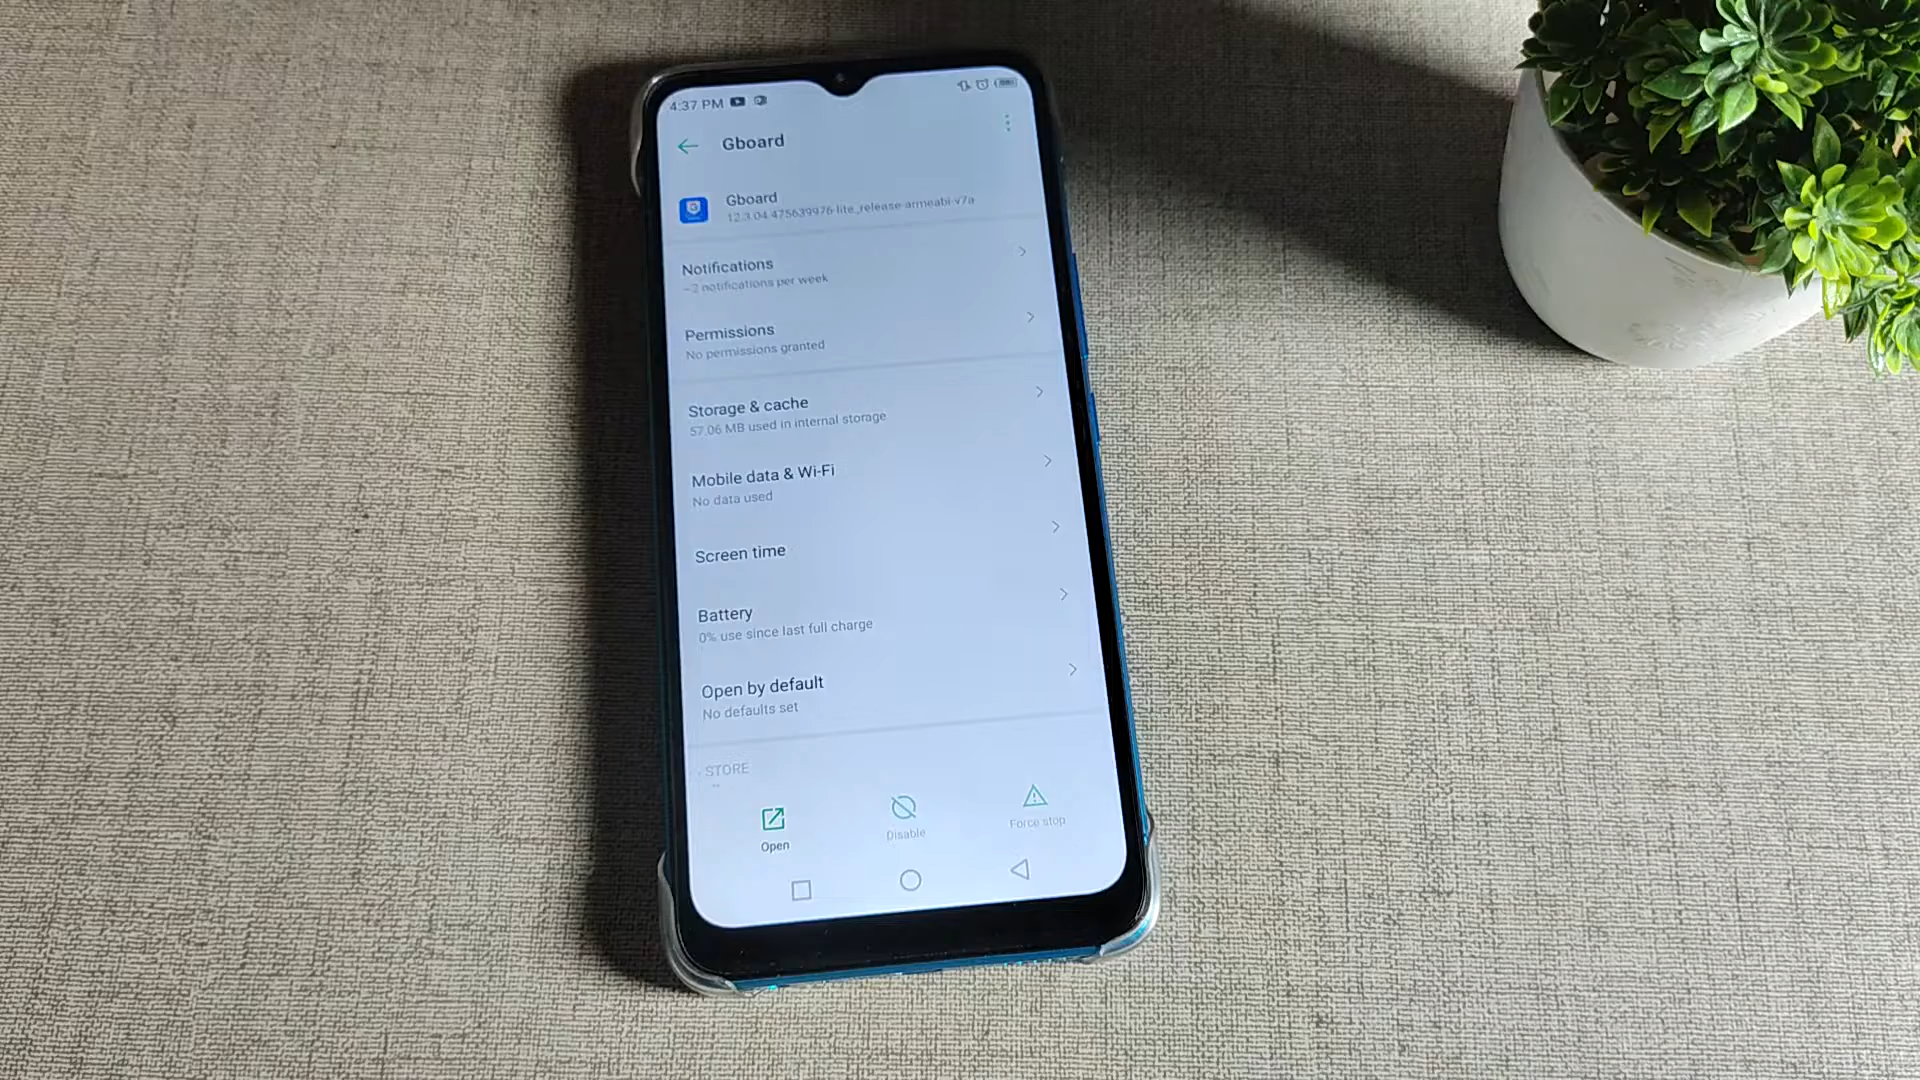 4:37 PM
Gboard
Gboard
12.3.04.475639976-lite_release-armeabi-v7a
Notifications
~2 notifications per week
Permissions
No permissions granted
Storage & cache
57.06 MB used in internal storage
Mobile data & Wi-Fi
No data used
Screen time
Battery
0% use since last full charge
Open by default
No defaults set
STORE
Open
Disable
Force stop